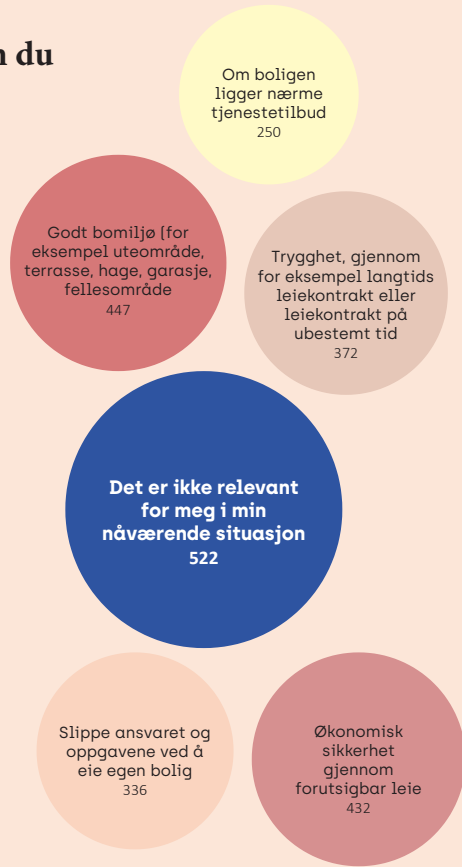 du
Om boligen
ligger nærme
tjenestetilbud
250
Godt bomiljø (for
eksempel uteområde,
terrasse, hage, garasje,
fellesområde
447
Trygghet, gjennom
for eksempel langtids
leiekontrakt eller
leiekontrakt på
ubestemt tid
372
Det er ikke relevant
for meg i min
nåværende situasjon
522
Slippe ansvaret og
oppgavene ved å
eie egen bolig
336
Økonomisk
sikkerhet
gjennom
forutsigbar leie
432